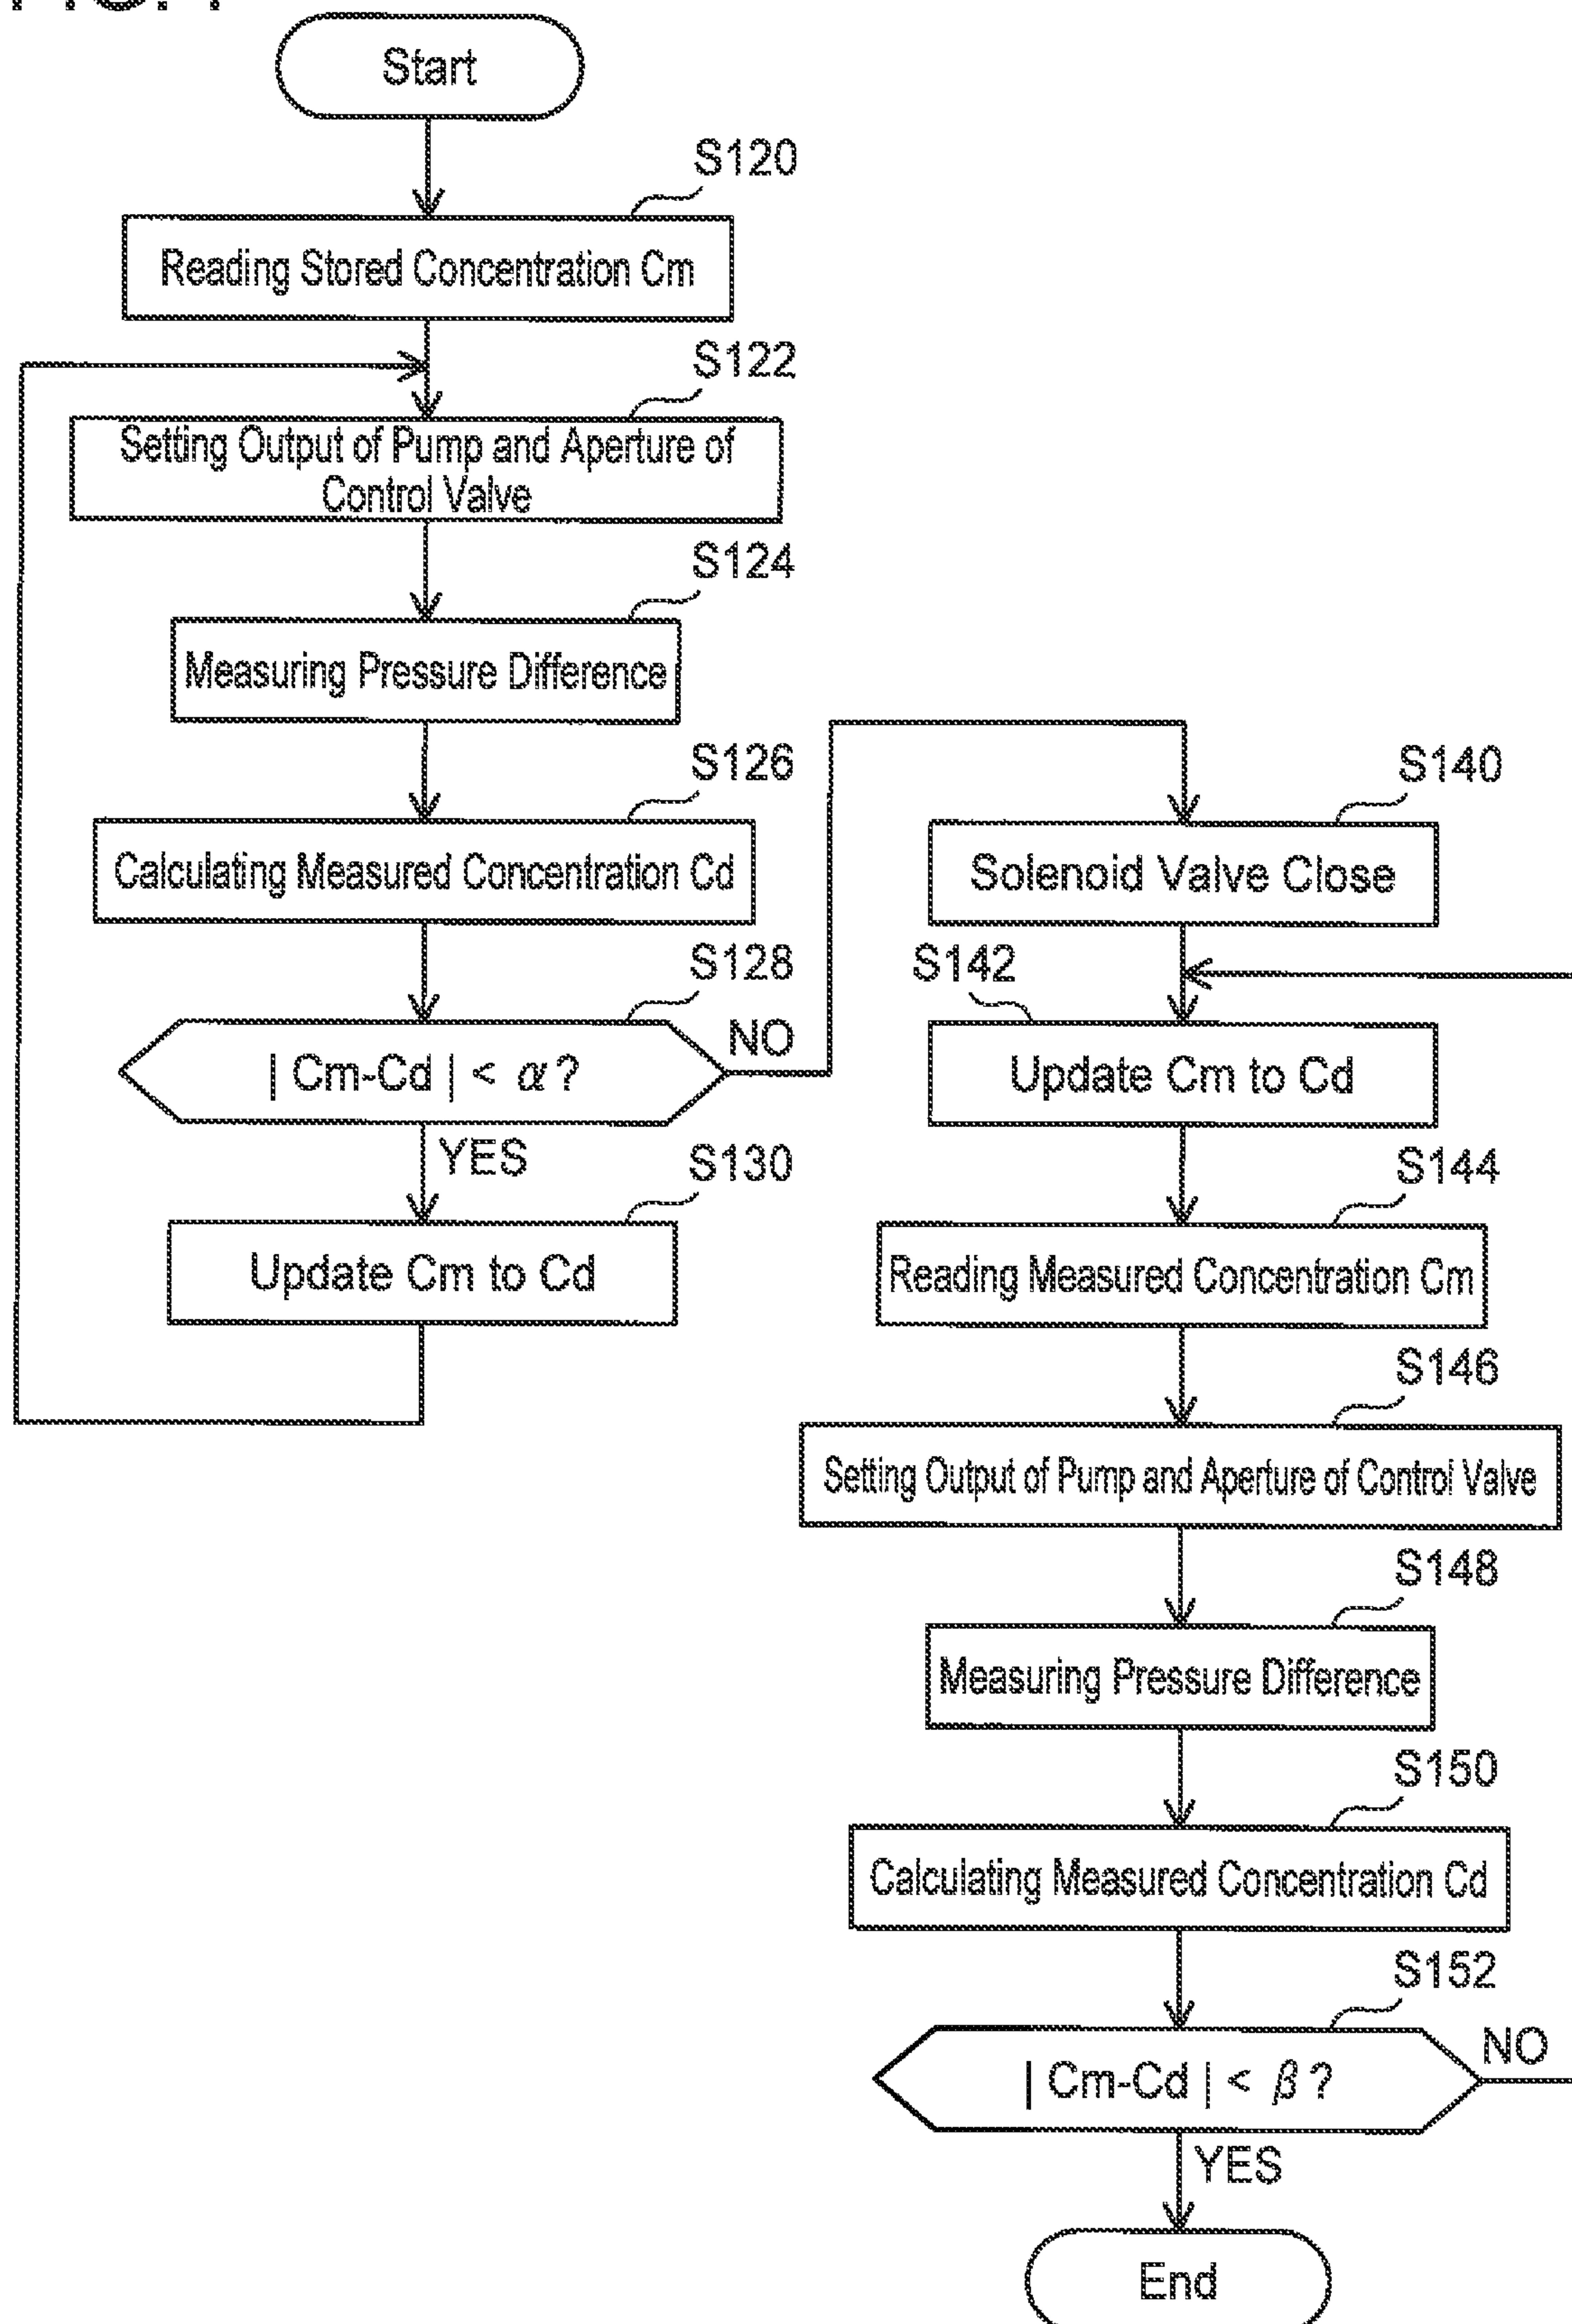 Start
S120
Reading Stored Concentration Cm
S122
Setting Output of Pump and Aperture of
Control Valve
S124
Measuring Pressure Difference
S126
Calculating Measured Concentration Cd
S128
| Cm-Cd | < α ?
NO
YES
S130
Update Cm to Cd
S140
Solenoid Valve Close
S142
Update Cm to Cd
S144
Reading Measured Concentration Cm
S146
Setting Output of Pump and Aperture of Control Valve
S148
Measuring Pressure Difference
S150
Calculating Measured Concentration Cd
S152
| Cm-Cd | < β ?
NO
YES
End